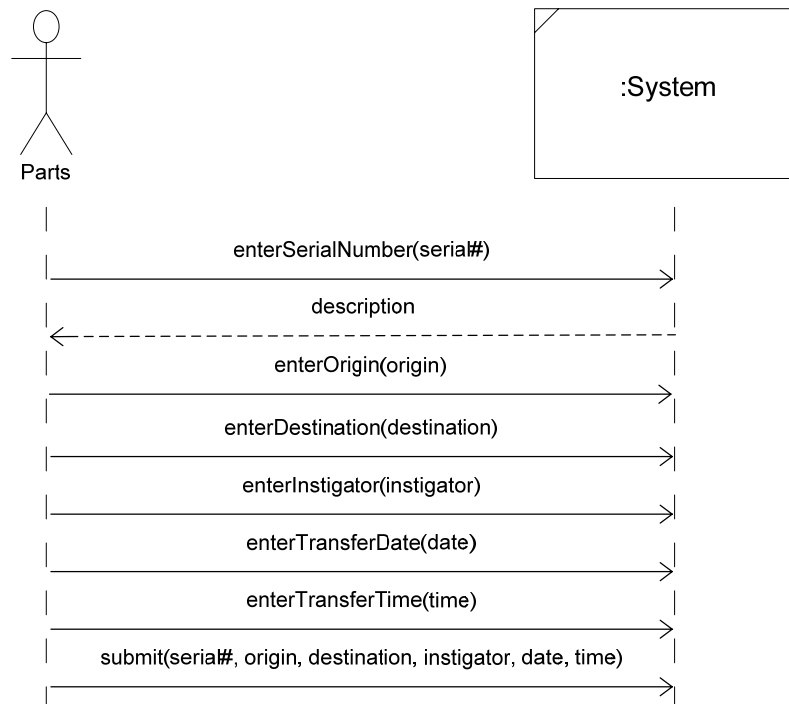 :System
Parts
enterSerialNumber(serial#)
description
enterOrigin(origin)
enterDestination(destination)
enterInstigator(instigator)
enterTransferDate(date)
enterTransferTime(time)
submit(serial#, origin, destination, instigator, date, time)